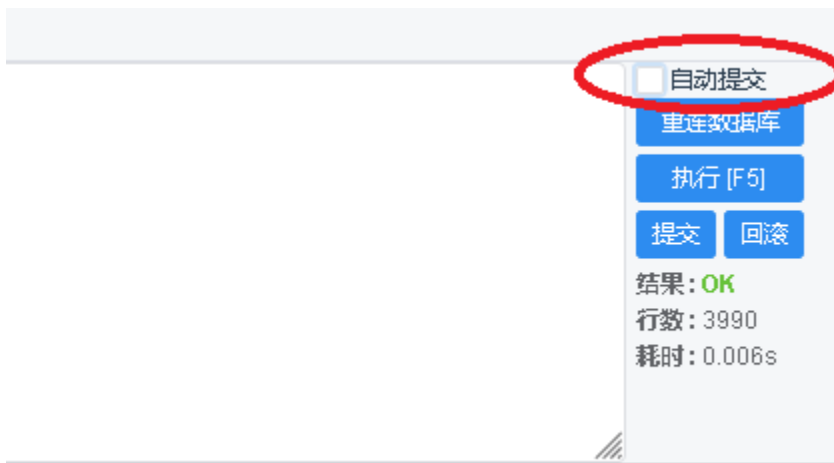 自动提交
重连数据库
执行 [F5]
提交 回滚
结果: OK
行数: 3990
耗时: 0.006s